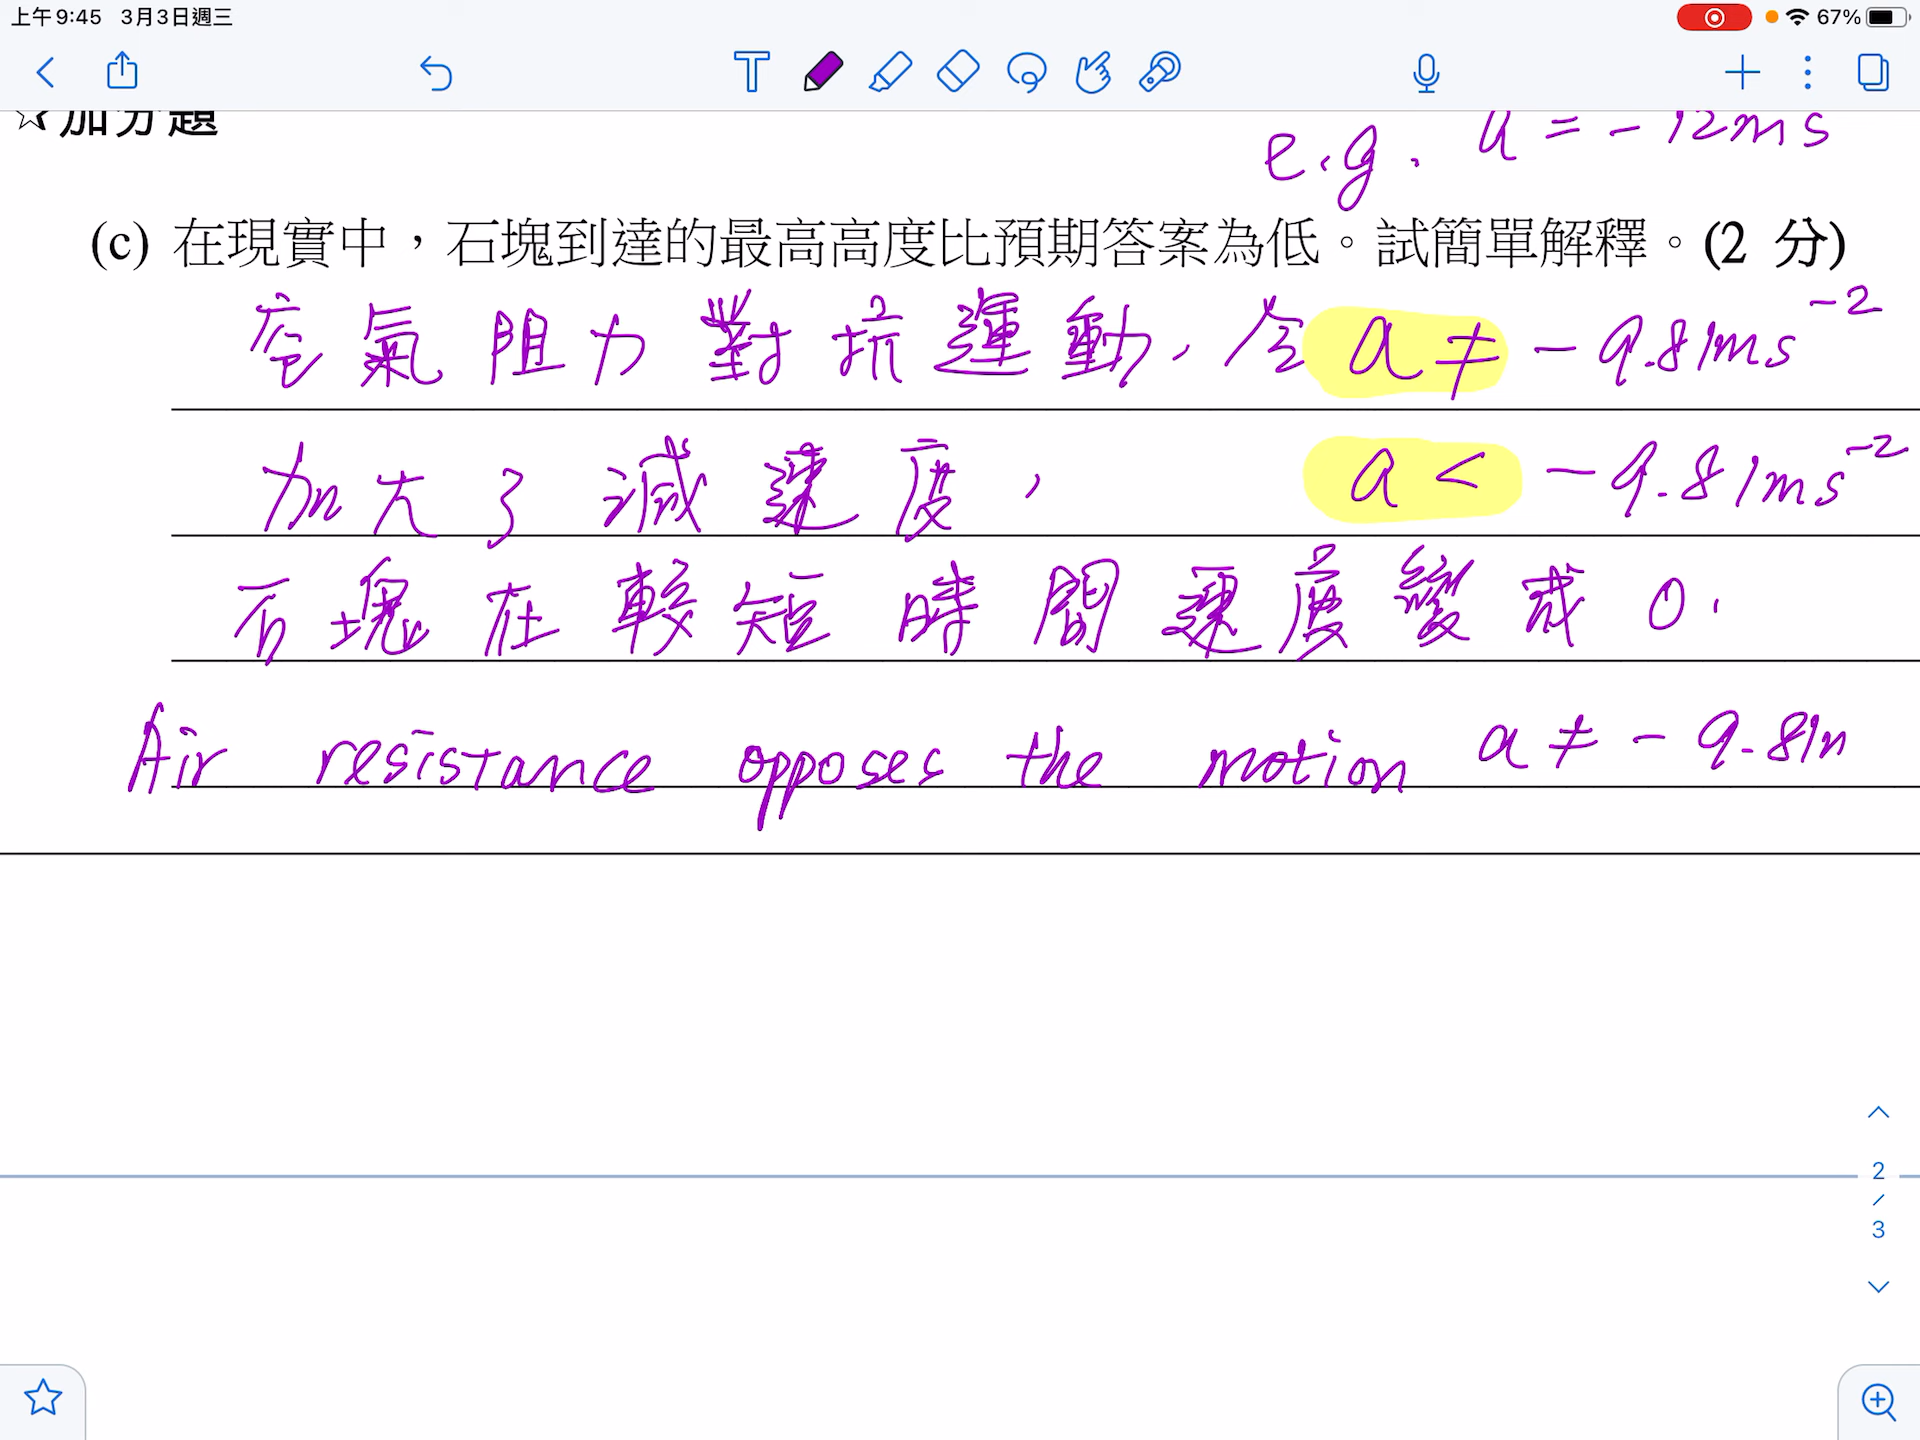 上午9:45 3月3日週三
67%
☆加分題
e.g. a = -12ms
(c) 在現實中，石塊到達的最高高度比預期答案為低。試簡單解釋。(2 分)
空氣阻力對抗運動，令 a ≠ -9.81ms⁻²
加大了減速度， a < -9.81ms⁻²
石塊在較短時間速度變成0.
Air resistance opposes the motion a ≠ -9.81m
2
/
3